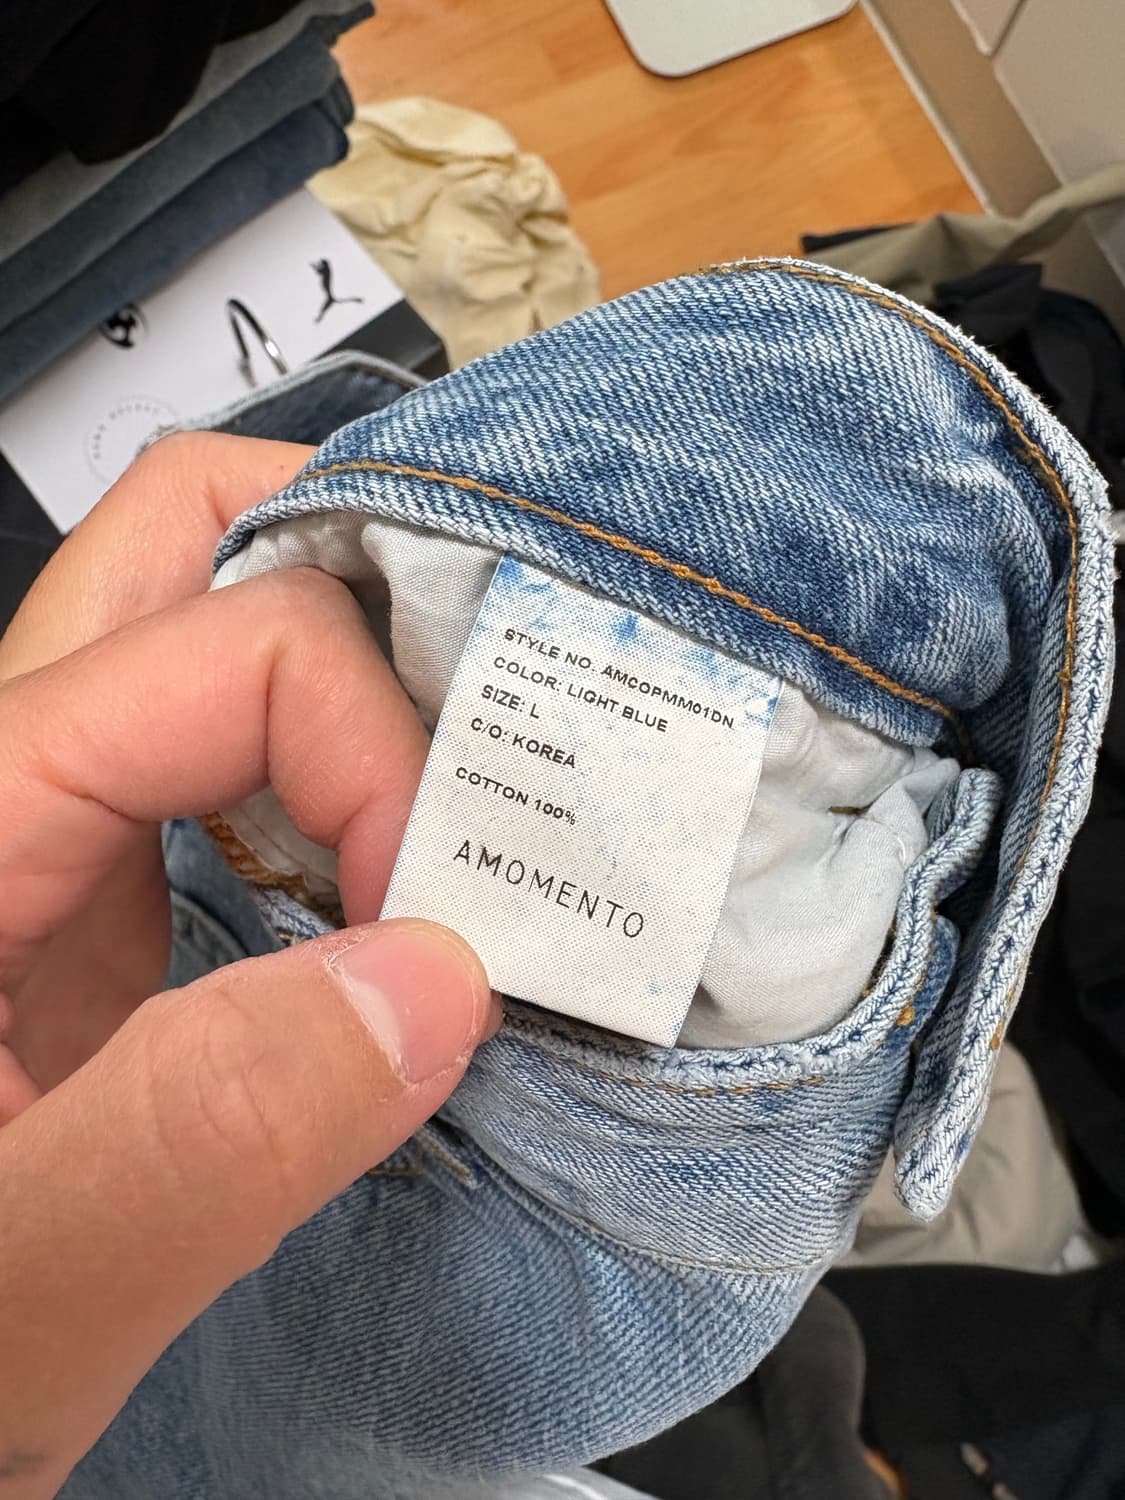 STYLE NO. AMCOPMM01DN
COLOR: LIGHT BLUE
SIZE: L
C/O: KOREA
COTTON 100%
AMOMENTO